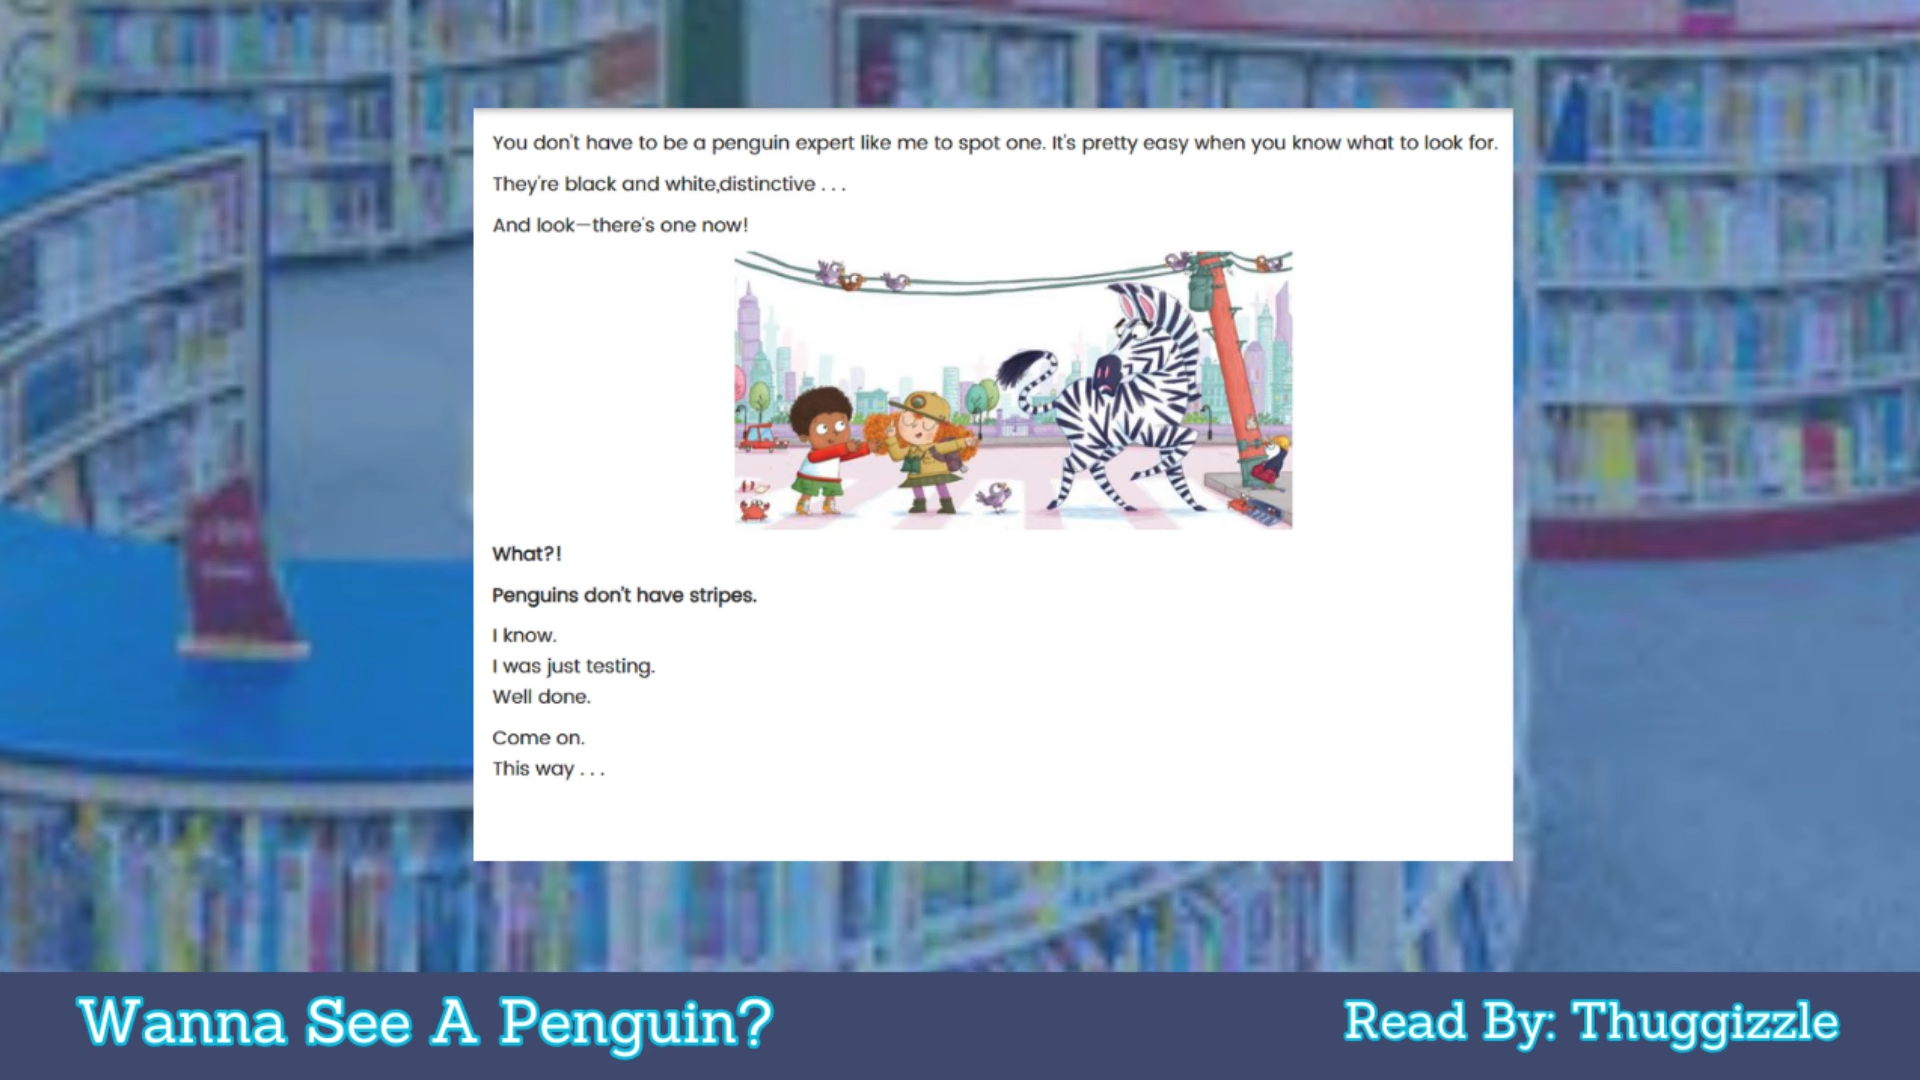 You don't have to be a penguin expert like me to spot one. It's pretty easy when you know what to look for.
They're black and white,distinctive . . .
And look—there's one now!
What?!
Penguins don't have stripes.
I know.
I was just testing.
Well done.
Come on.
This way . . .
Wanna See A Penguin?
Read By: Thuggizzle